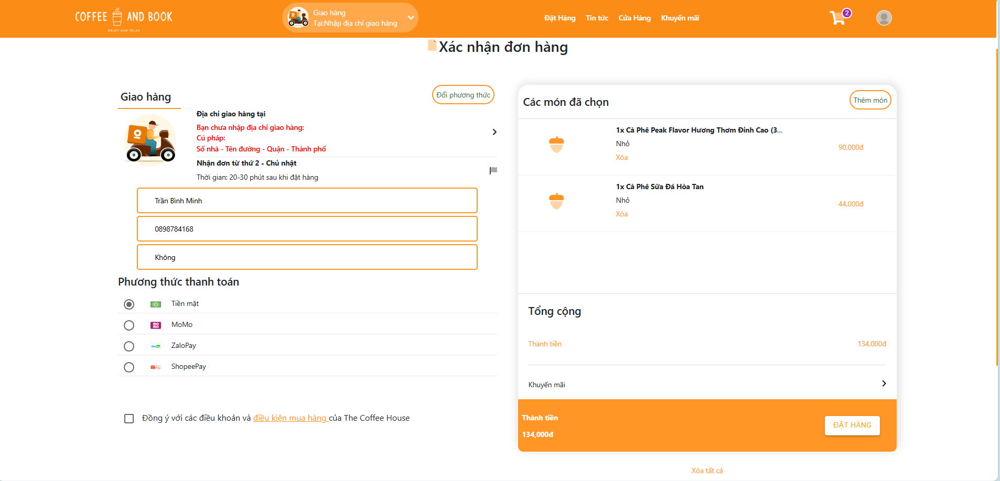 COFFEE AND BOOK
ENJOY AND RELAX
Giao hàng
Tại:Nhập địa chỉ giao hàng
Đặt Hàng
Tin tức
Cửa Hàng
Khuyến mãi
2
Xác nhận đơn hàng
Giao hàng
Đổi phương thức
Địa chỉ giao hàng tại
Bạn chưa nhập địa chỉ giao hàng:
Cú pháp:
Số nhà - Tên đường - Quận - Thành phố
Nhận đơn từ thứ 2 - Chủ nhật
Thời gian: 20-30 phút sau khi đặt hàng
Trần Bình Minh
0898784168
Không
Phương thức thanh toán
Tiền mặt
MoMo
ZaloPay
ShopeePay
Đồng ý với các điều khoản và điều kiện mua hàng của The Coffee House
Các món đã chọn
Thêm món
1x Cà Phê Peak Flavor Hương Thơm Đỉnh Cao (3...
Nhỏ
Xóa
90,000đ
1x Cà Phê Sữa Đá Hòa Tan
Nhỏ
Xóa
44,000đ
Tổng cộng
Thành tiền
134,000đ
Khuyến mãi
Thành tiền
134,000đ
ĐẶT HÀNG
Xóa tất cả